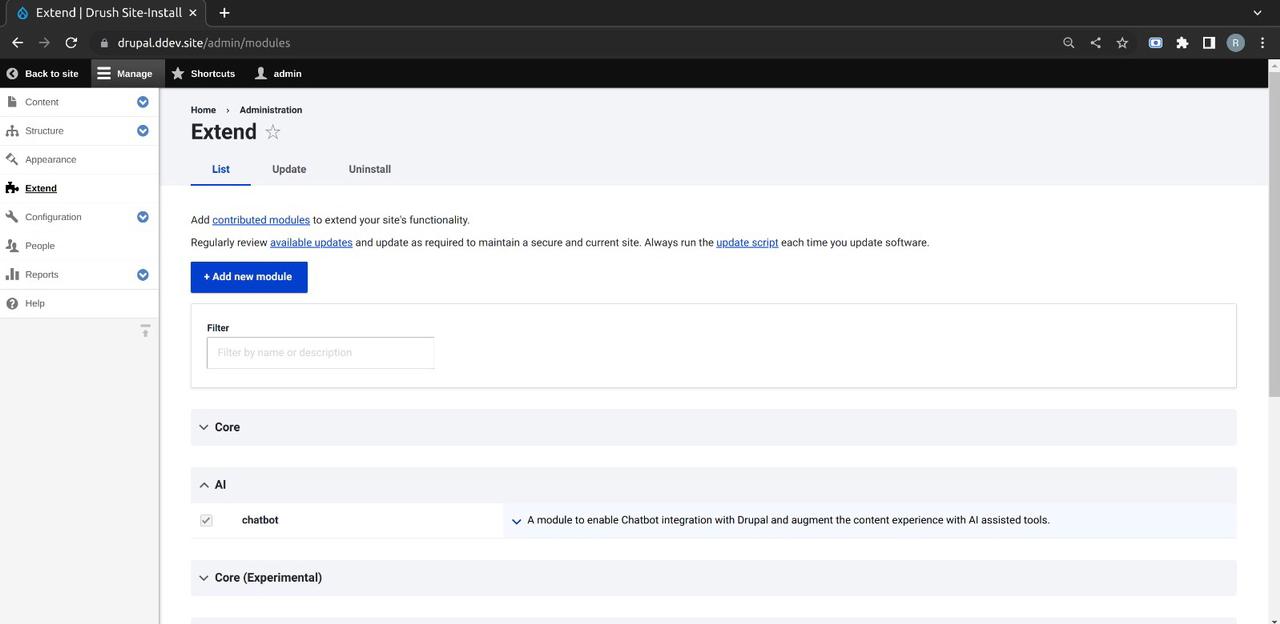 Extend | Drush Site-Install
drupal.ddev.site/admin/modules
R
Back to site
Manage
Shortcuts
admin
Content
Structure
Appearance
Extend
Configuration
People
Reports
Help
Home › Administration
Extend
List
Update
Uninstall
Add contributed modules to extend your site's functionality.
Regularly review available updates and update as required to maintain a secure and current site. Always run the update script each time you update software.
+ Add new module
Filter
Filter by name or description
Core
AI
chatbot
A module to enable Chatbot integration with Drupal and augment the content experience with AI assisted tools.
Core (Experimental)